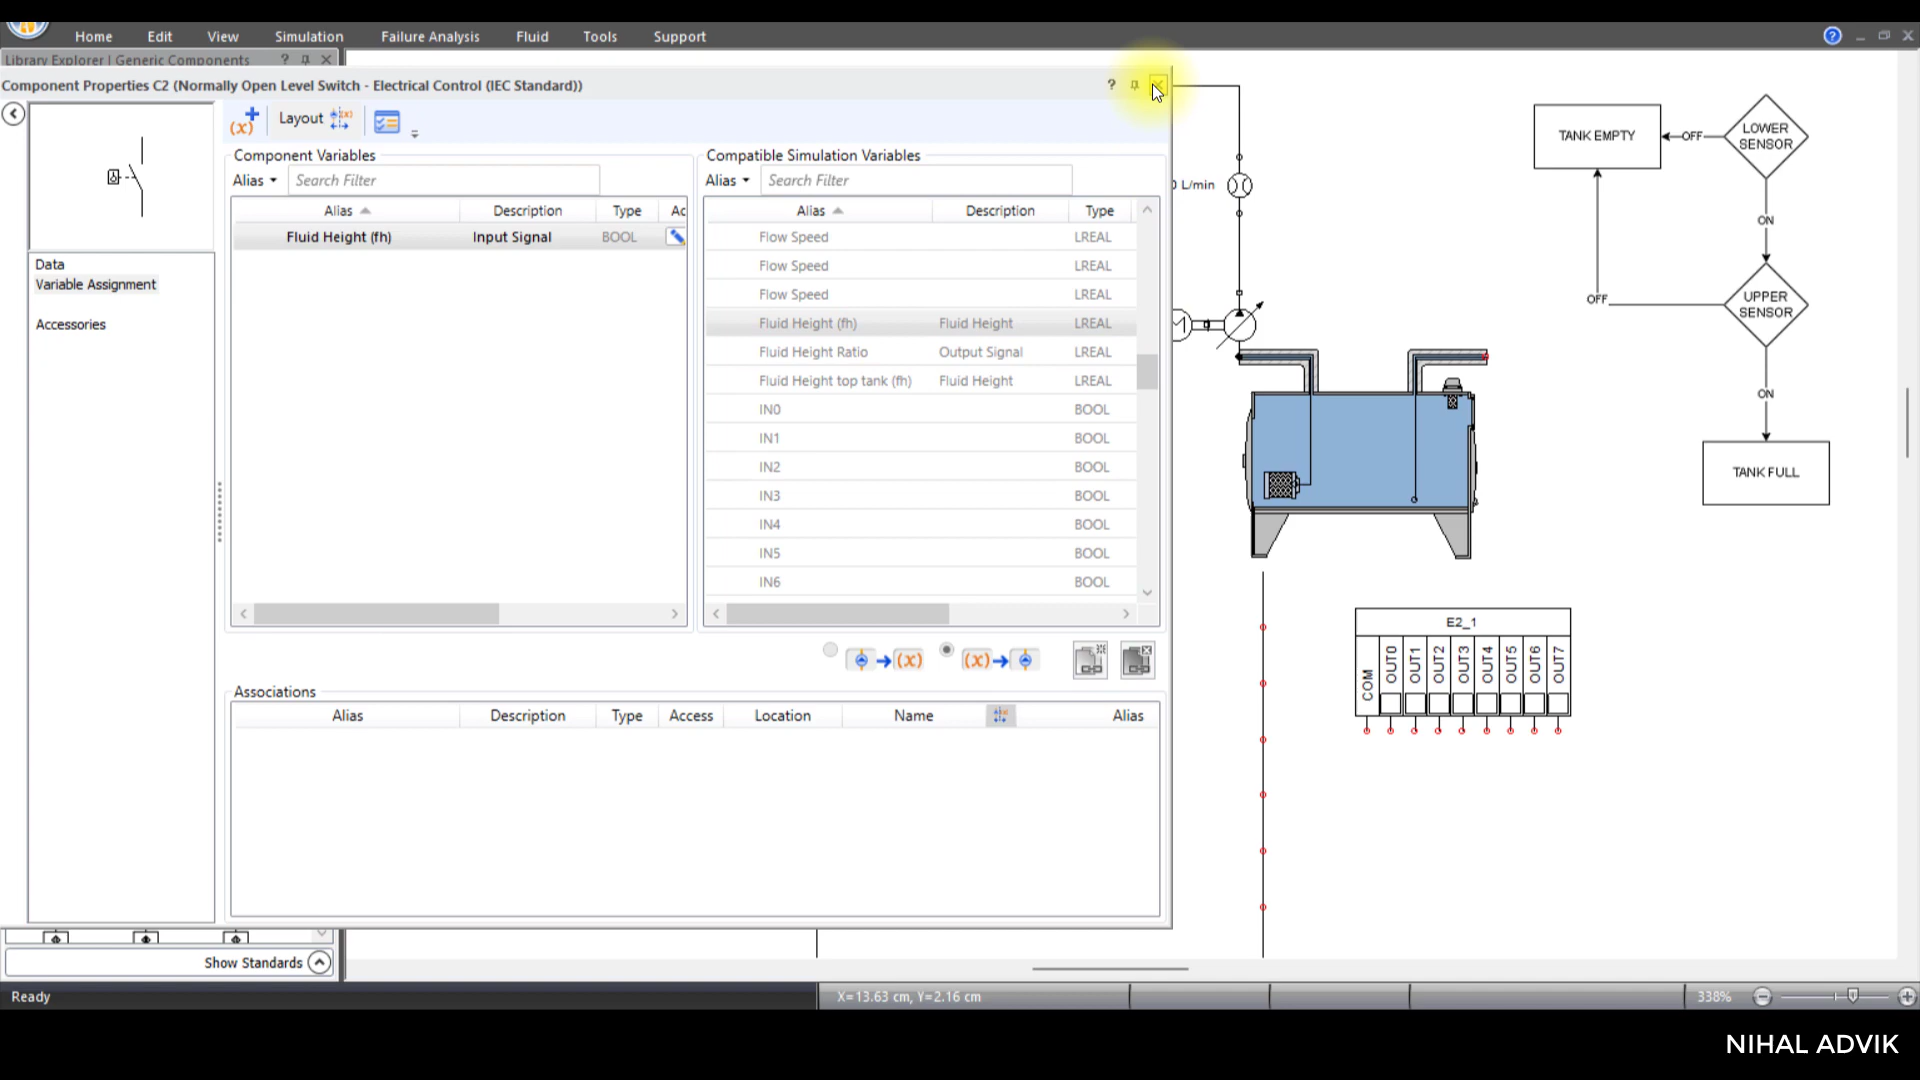 Home Edit View Simulation Failure Analysis Fluid Tools Support
Library Explorer | Generic Components
Component Properties C2 (Normally Open Level Switch - Electrical Control (IEC Standard))
Layout
(x)
Data
Variable Assignment
Accessories
Component Variables
Alias Search Filter
Alias Description Type Ac
Fluid Height (fh) Input Signal BOOL
Compatible Simulation Variables
Alias Search Filter
Alias Description Type
Flow Speed LREAL
Flow Speed LREAL
Flow Speed LREAL
Fluid Height (fh) Fluid Height LREAL
Fluid Height Ratio Output Signal LREAL
Fluid Height top tank (fh) Fluid Height LREAL
IN0 BOOL
IN1 BOOL
IN2 BOOL
IN3 BOOL
IN4 BOOL
IN5 BOOL
IN6 BOOL
(x) (x)
Associations
Alias Description Type Access Location Name Alias
L/min
M
TANK EMPTY
OFF
LOWER
SENSOR
ON
OFF
UPPER
SENSOR
ON
TANK FULL
E2_1
COM OUT0 OUT1 OUT2 OUT3 OUT4 OUT5 OUT6 OUT7
Show Standards
Ready
X=13.63 cm, Y=2.16 cm
338%
NIHAL ADVIK